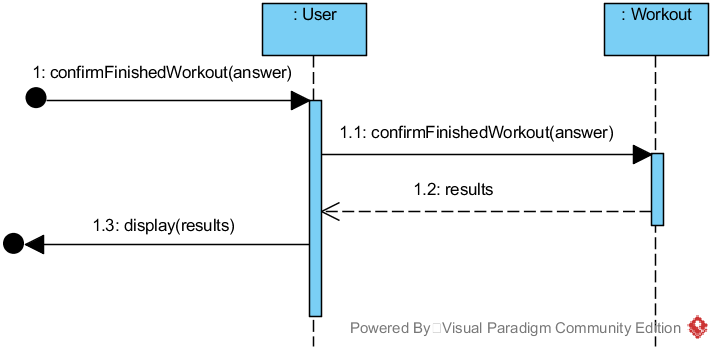 : User
: Workout
1: confirmFinishedWorkout(answer)
1.1: confirmFinishedWorkout(answer)
1.2: results
1.3: display(results)
Powered By Visual Paradigm Community Edition